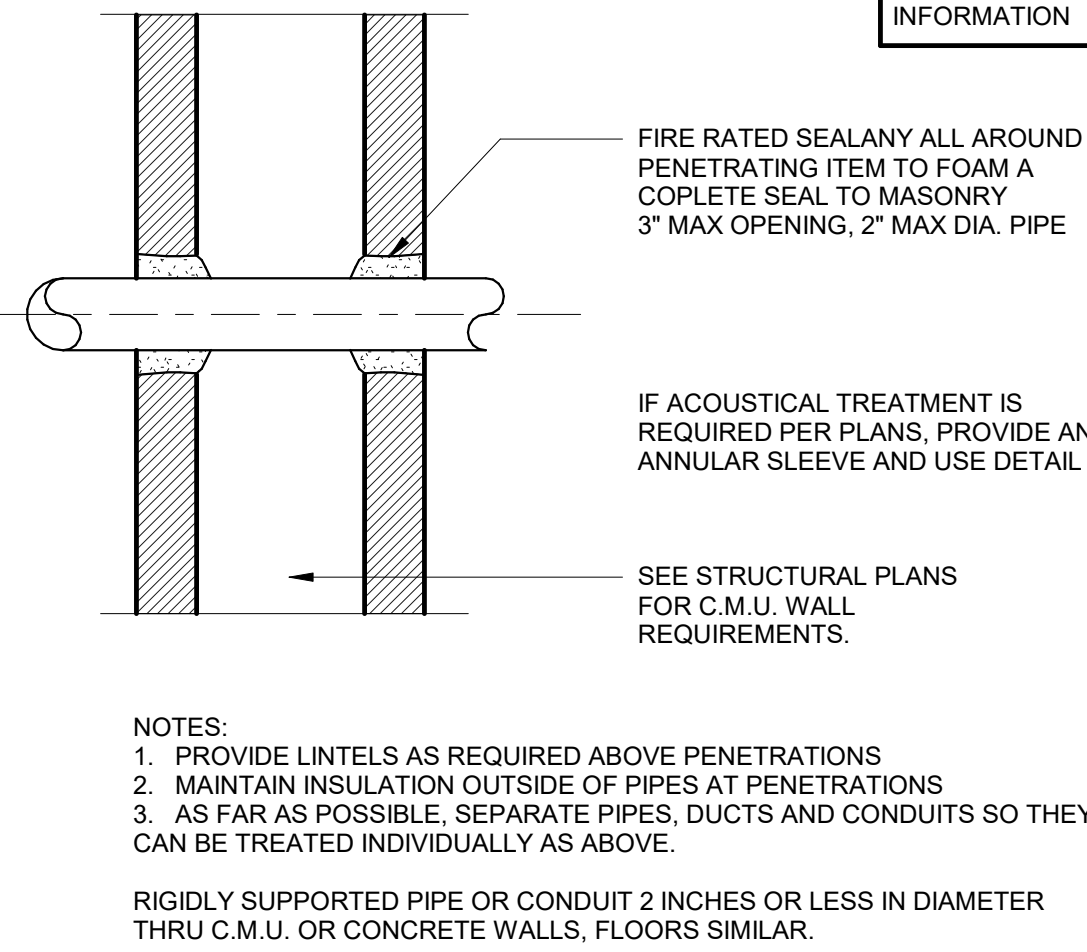 INFORMATION
FIRE RATED SEALANY ALL AROUND
PENETRATING ITEM TO FOAM A
COPLETE SEAL TO MASONRY
3" MAX OPENING, 2" MAX DIA. PIPE
IF ACOUSTICAL TREATMENT IS
REQUIRED PER PLANS, PROVIDE AN
ANNULAR SLEEVE AND USE DETAIL
SEE STRUCTURAL PLANS
FOR C.M.U. WALL
REQUIREMENTS.
NOTES:
1. PROVIDE LINTELS AS REQUIRED ABOVE PENETRATIONS
2. MAINTAIN INSULATION OUTSIDE OF PIPES AT PENETRATIONS
3. AS FAR AS POSSIBLE, SEPARATE PIPES, DUCTS AND CONDUITS SO THEY
CAN BE TREATED INDIVIDUALLY AS ABOVE.
RIGIDLY SUPPORTED PIPE OR CONDUIT 2 INCHES OR LESS IN DIAMETER
THRU C.M.U. OR CONCRETE WALLS, FLOORS SIMILAR.